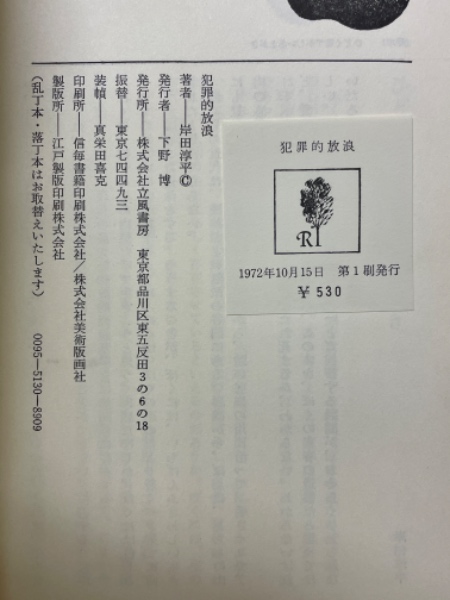 犯罪的放浪
著者――岸田淳平©
発行者――下野 博
発行所――株式会社立風書房 東京都品川区東五反田3の6の18
振替――東京七四四九三
装幀――真栄田喜克
印刷所――信毎書籍印刷株式会社/株式会社美術版画社
製版所――江戸製版印刷株式会社
(乱丁本・落丁本はお取替えいたします) 0095―5130―8909
犯罪的放浪
R
1972年10月15日 第1刷発行
￥530